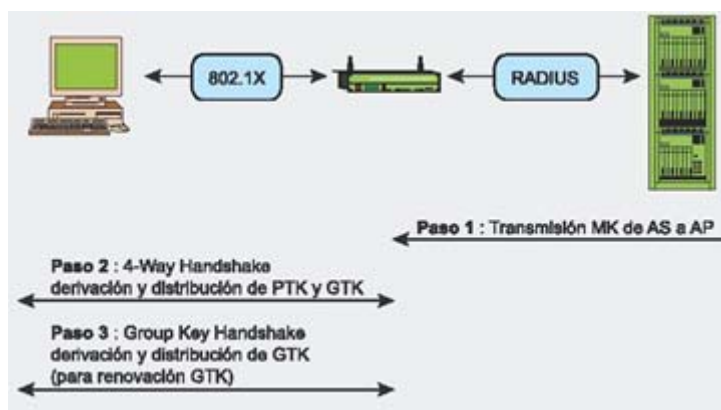 802.1X
RADIUS
Paso 1 : Transmisión MK de AS a AP
Paso 2 : 4-Way Handshake
derivación y distribución de PTK y GTK
Paso 3 : Group Key Handshake
derivación y distribución de GTK
(para renovación GTK)